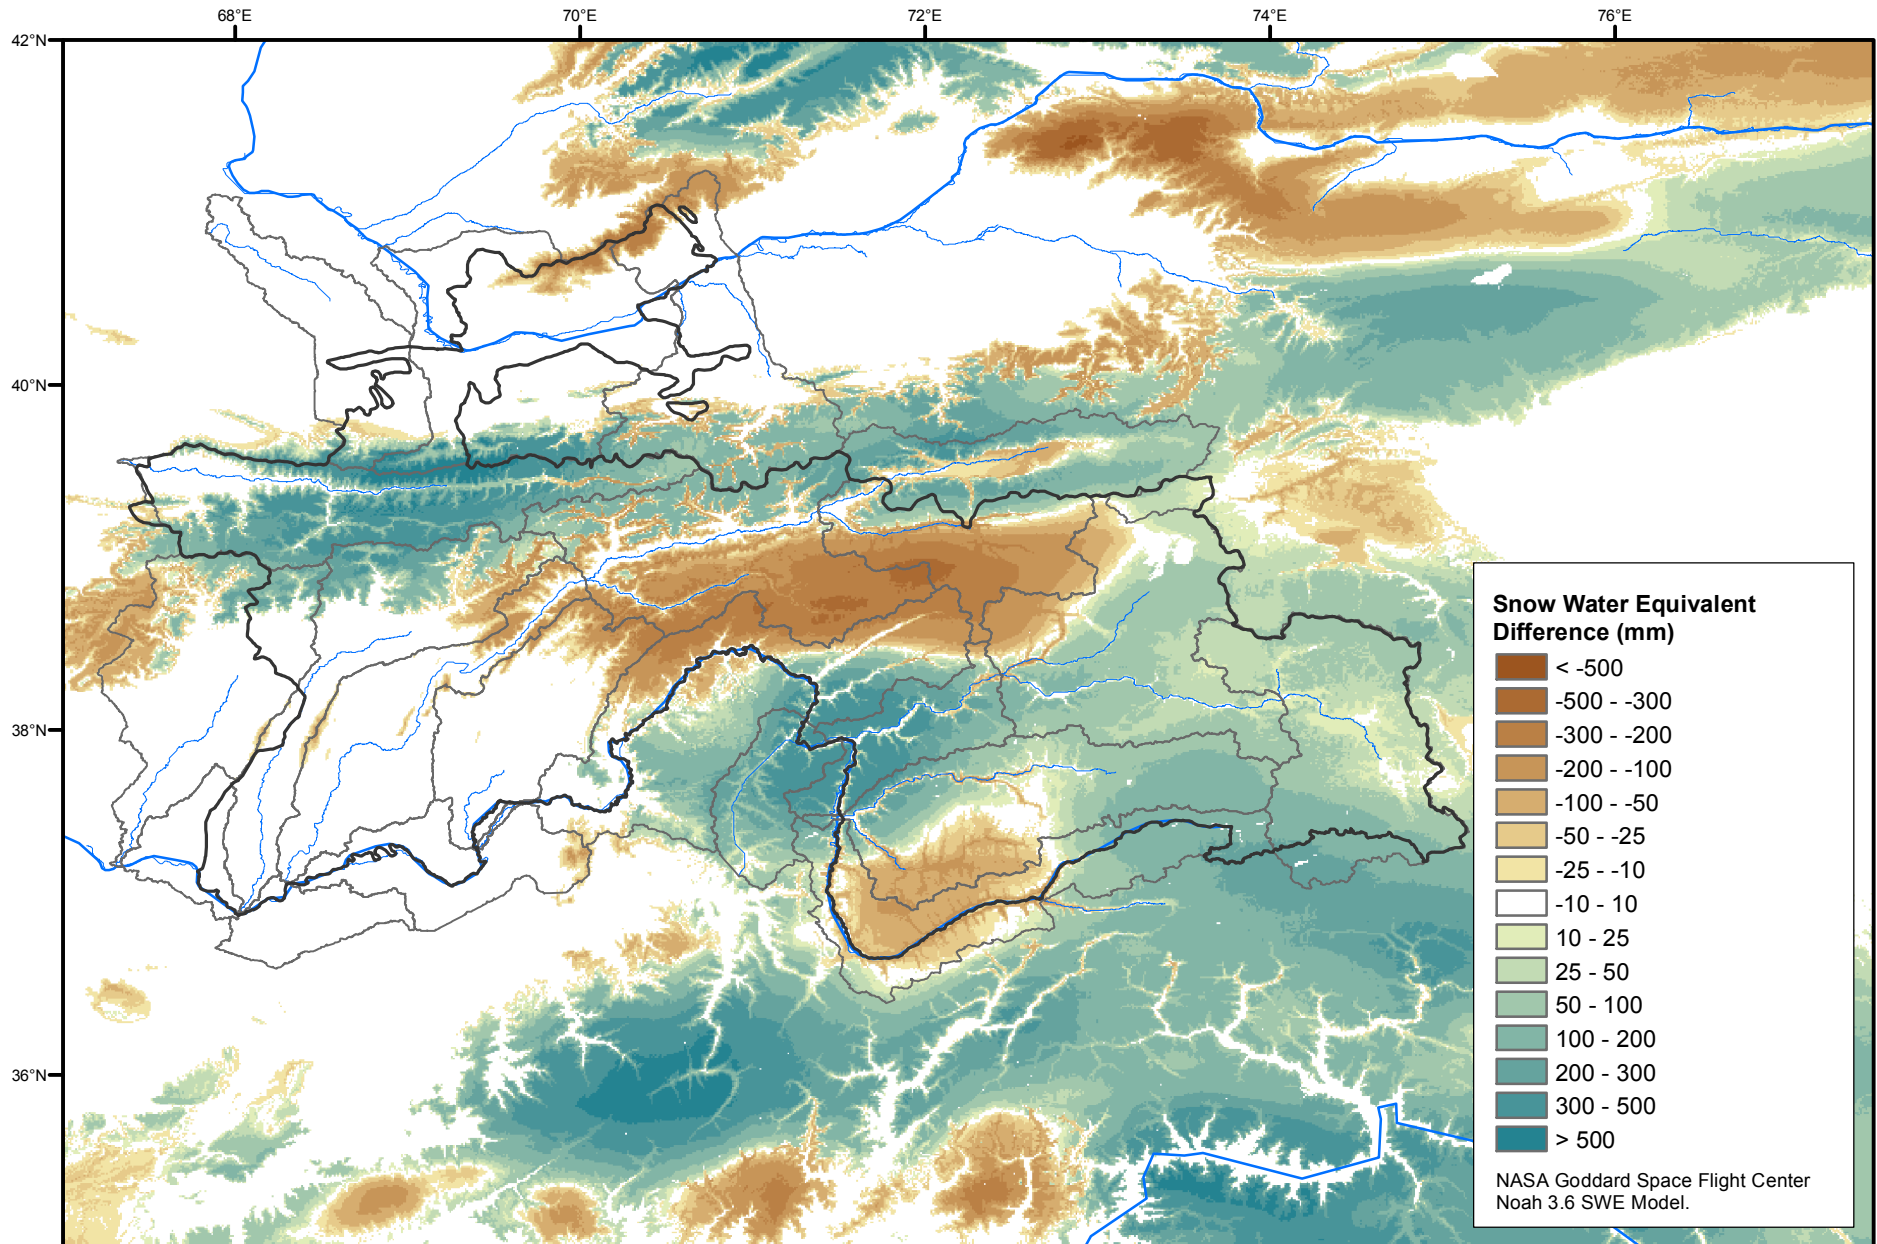 68°E 70°E 72°E 74°E 76°E
42°N
40°N
38°N
36°N
Snow Water Equivalent
Difference (mm)
< -500
-500 - -300
-300 - -200
-200 - -100
-100 - -50
-50 - -25
-25 - -10
-10 - 10
10 - 25
25 - 50
50 - 100
100 - 200
200 - 300
300 - 500
> 500
NASA Goddard Space Flight Center
Noah 3.6 SWE Model.